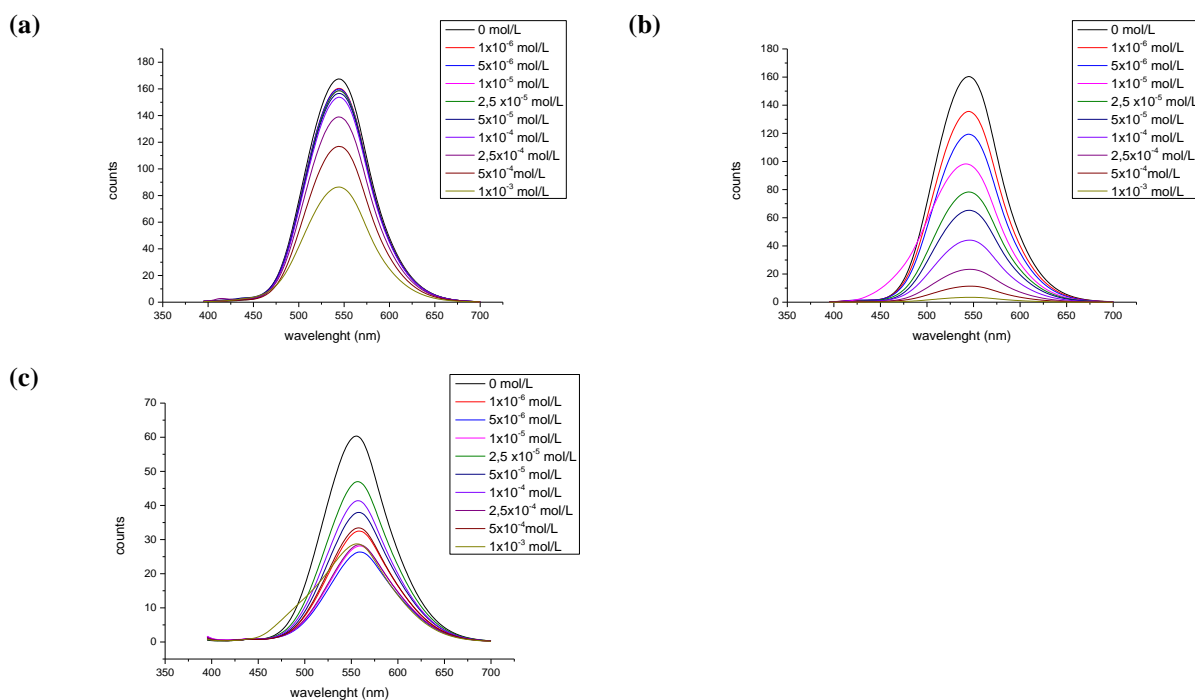 (a)
0 mol/L
1x10⁻⁶ mol/L
5x10⁻⁶ mol/L
1x10⁻⁵ mol/L
2,5 x10⁻⁵ mol/L
5x10⁻⁵ mol/L
1x10⁻⁴ mol/L
2,5x10⁻⁴ mol/L
5x10⁻⁴mol/L
1x10⁻³ mol/L
180
160
140
120
100
80
60
40
20
0
counts
350 400 450 500 550 600 650 700
wavelenght (nm)
(b)
0 mol/L
1x10⁻⁶ mol/L
5x10⁻⁶ mol/L
1x10⁻⁵ mol/L
2,5 x10⁻⁵ mol/L
5x10⁻⁵ mol/L
1x10⁻⁴ mol/L
2,5x10⁻⁴ mol/L
5x10⁻⁴ mol/L
1x10⁻³ mol/L
180
160
140
120
100
80
60
40
20
0
counts
350 400 450 500 550 600 650 700
wavelenght (nm)
(c)
0 mol/L
1x10⁻⁶ mol/L
5x10⁻⁶ mol/L
1x10⁻⁵ mol/L
2,5 x10⁻⁵ mol/L
5x10⁻⁵ mol/L
1x10⁻⁴ mol/L
2,5x10⁻⁴ mol/L
5x10⁻⁴mol/L
1x10⁻³ mol/L
70
60
50
40
30
20
10
0
counts
350 400 450 500 550 600 650 700
wavelenght (nm)